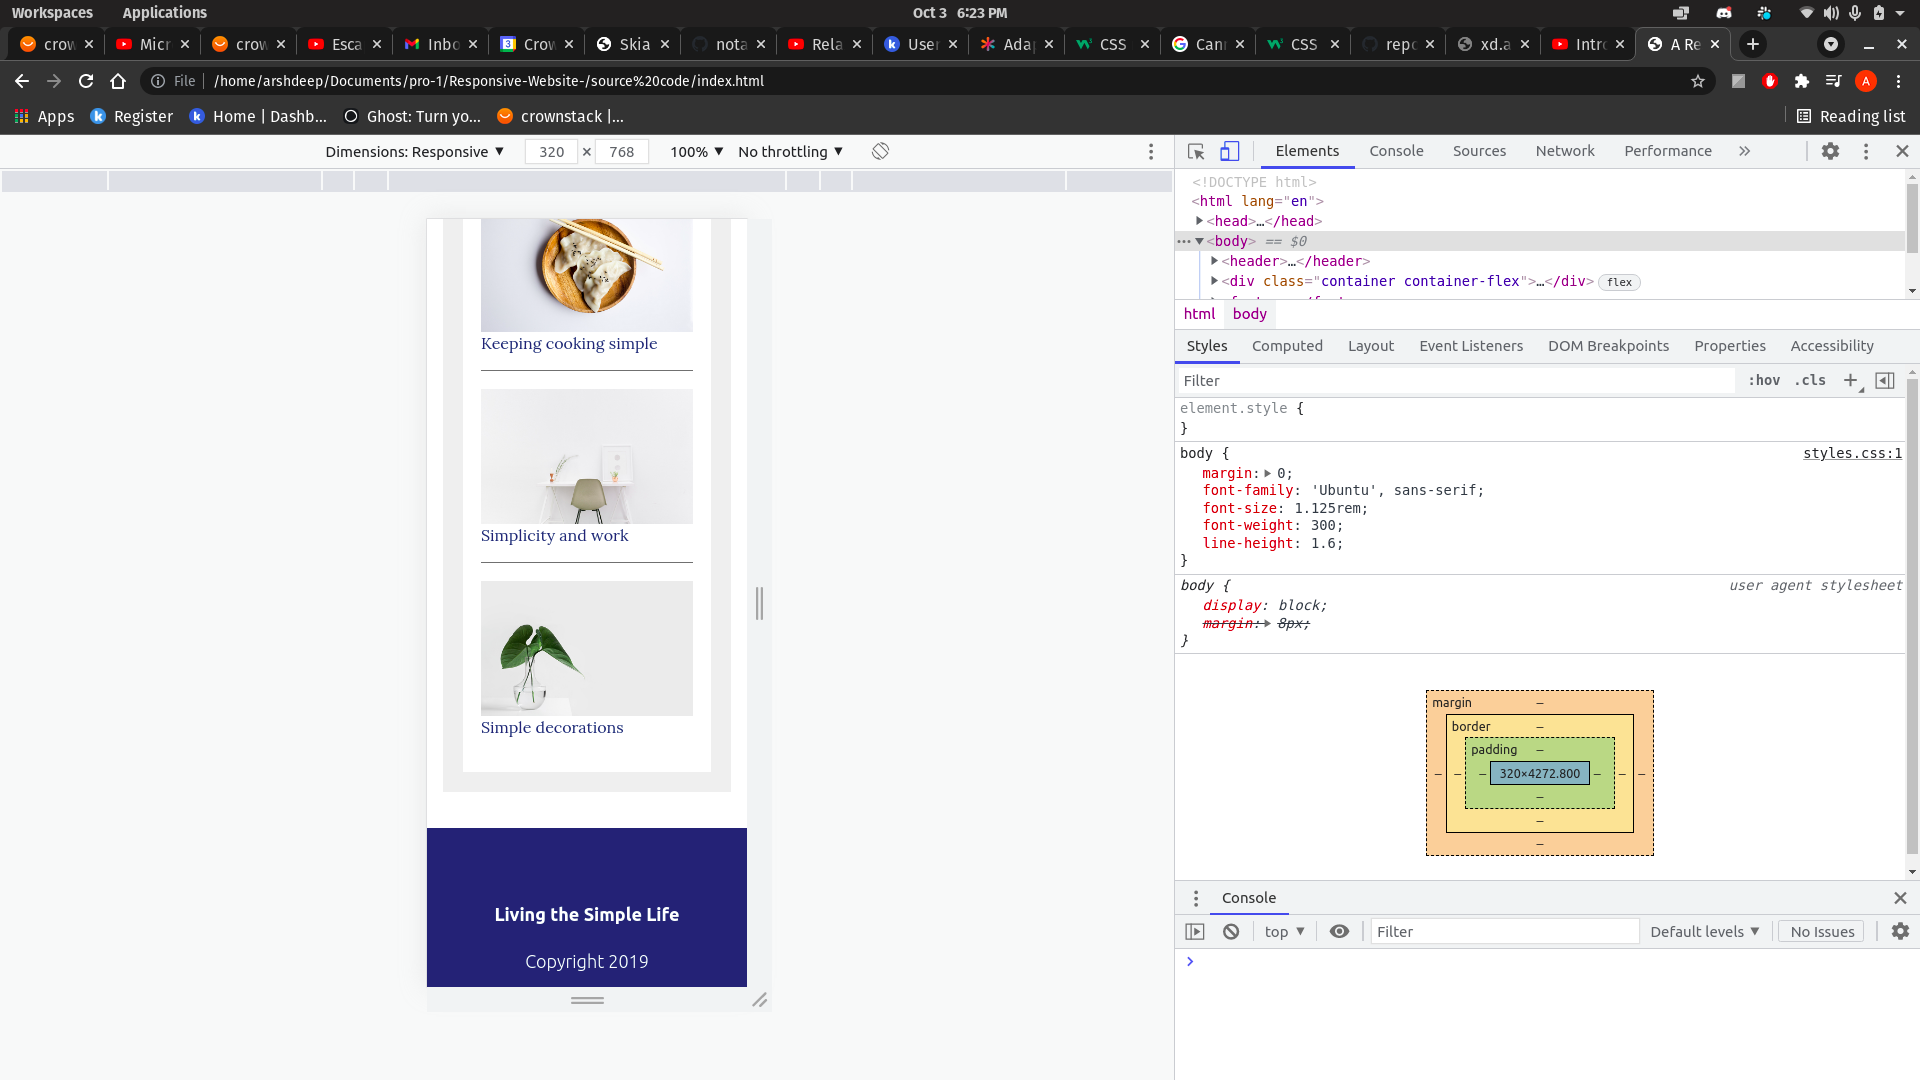 Workspaces Applications Oct 3 6:23 PM
crow Micr crow Esca Inbo Crow Skia nota Rela User Adap CSS Cann CSS repo xd.a Intro A Re
File /home/arshdeep/Documents/pro-1/Responsive-Website-/source%20code/index.html A
Apps Register Home | Dashb... Ghost: Turn yo... crownstack |... Reading list
Dimensions: Responsive 320 × 768 100% No throttling
Keeping cooking simple
Simplicity and work
Simple decorations
Living the Simple Life
Copyright 2019
Elements Console Sources Network Performance »
<!DOCTYPE html>
<html lang="en">
<head>…</head>
<body> == $0
<header>…</header>
<div class="container container-flex">…</div> flex
html body
Styles Computed Layout Event Listeners DOM Breakpoints Properties Accessibility
Filter :hov .cls +
element.style {
}
body { styles.css:1
margin: 0;
font-family: 'Ubuntu', sans-serif;
font-size: 1.125rem;
font-weight: 300;
line-height: 1.6;
}
body { user agent stylesheet
display: block;
margin: 8px;
}
margin –
border –
padding –
– – – 320×4272.800 – – –
–
–
–
Console
top Filter Default levels No Issues